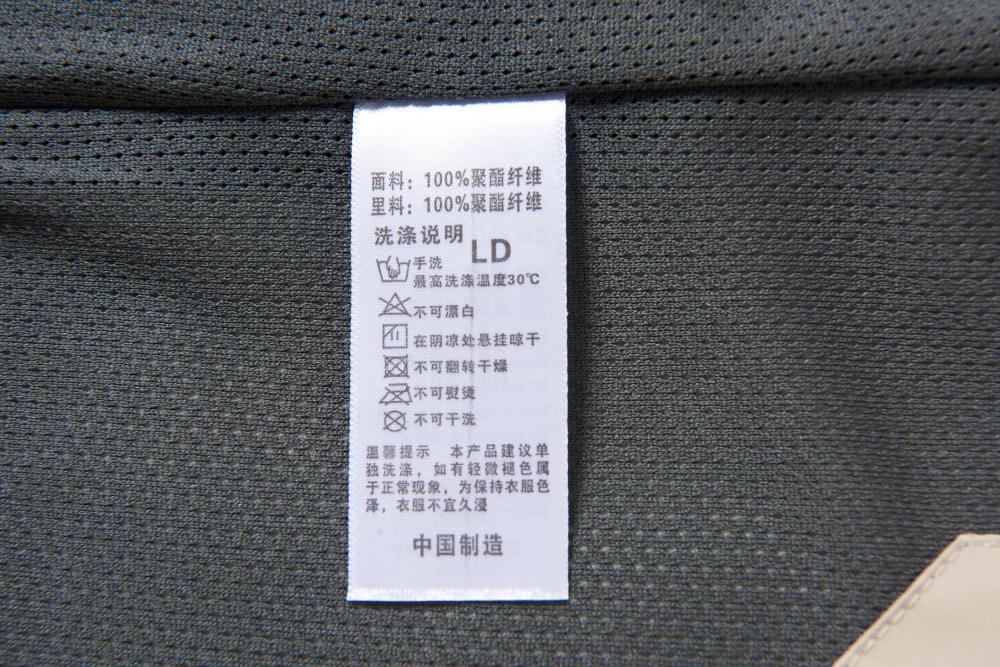 面料：100%聚酯纤维
里料：100%聚酯纤维
洗涤说明
LD
手洗
最高洗涤温度30℃
不可漂白
在阴凉处悬挂晾干
不可翻转干燥
不可熨烫
不可干洗
温馨提示 本产品建议单
独洗涤，如有轻微褪色属
于正常现象，为保持衣服色
泽，衣服不宜久浸
中国制造